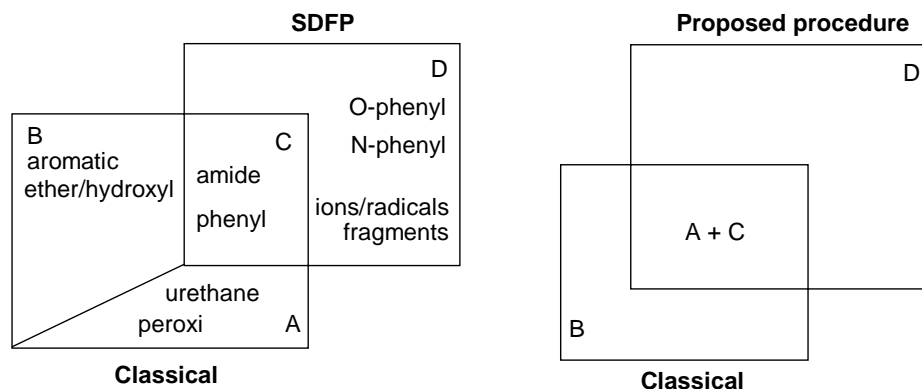 SDFP
D
O-phenyl
N-phenyl
ions/radicals
fragments
B
aromatic
ether/hydroxyl
C
amide
phenyl
urethane
peroxi
A
Classical
Proposed procedure
D
A + C
B
Classical